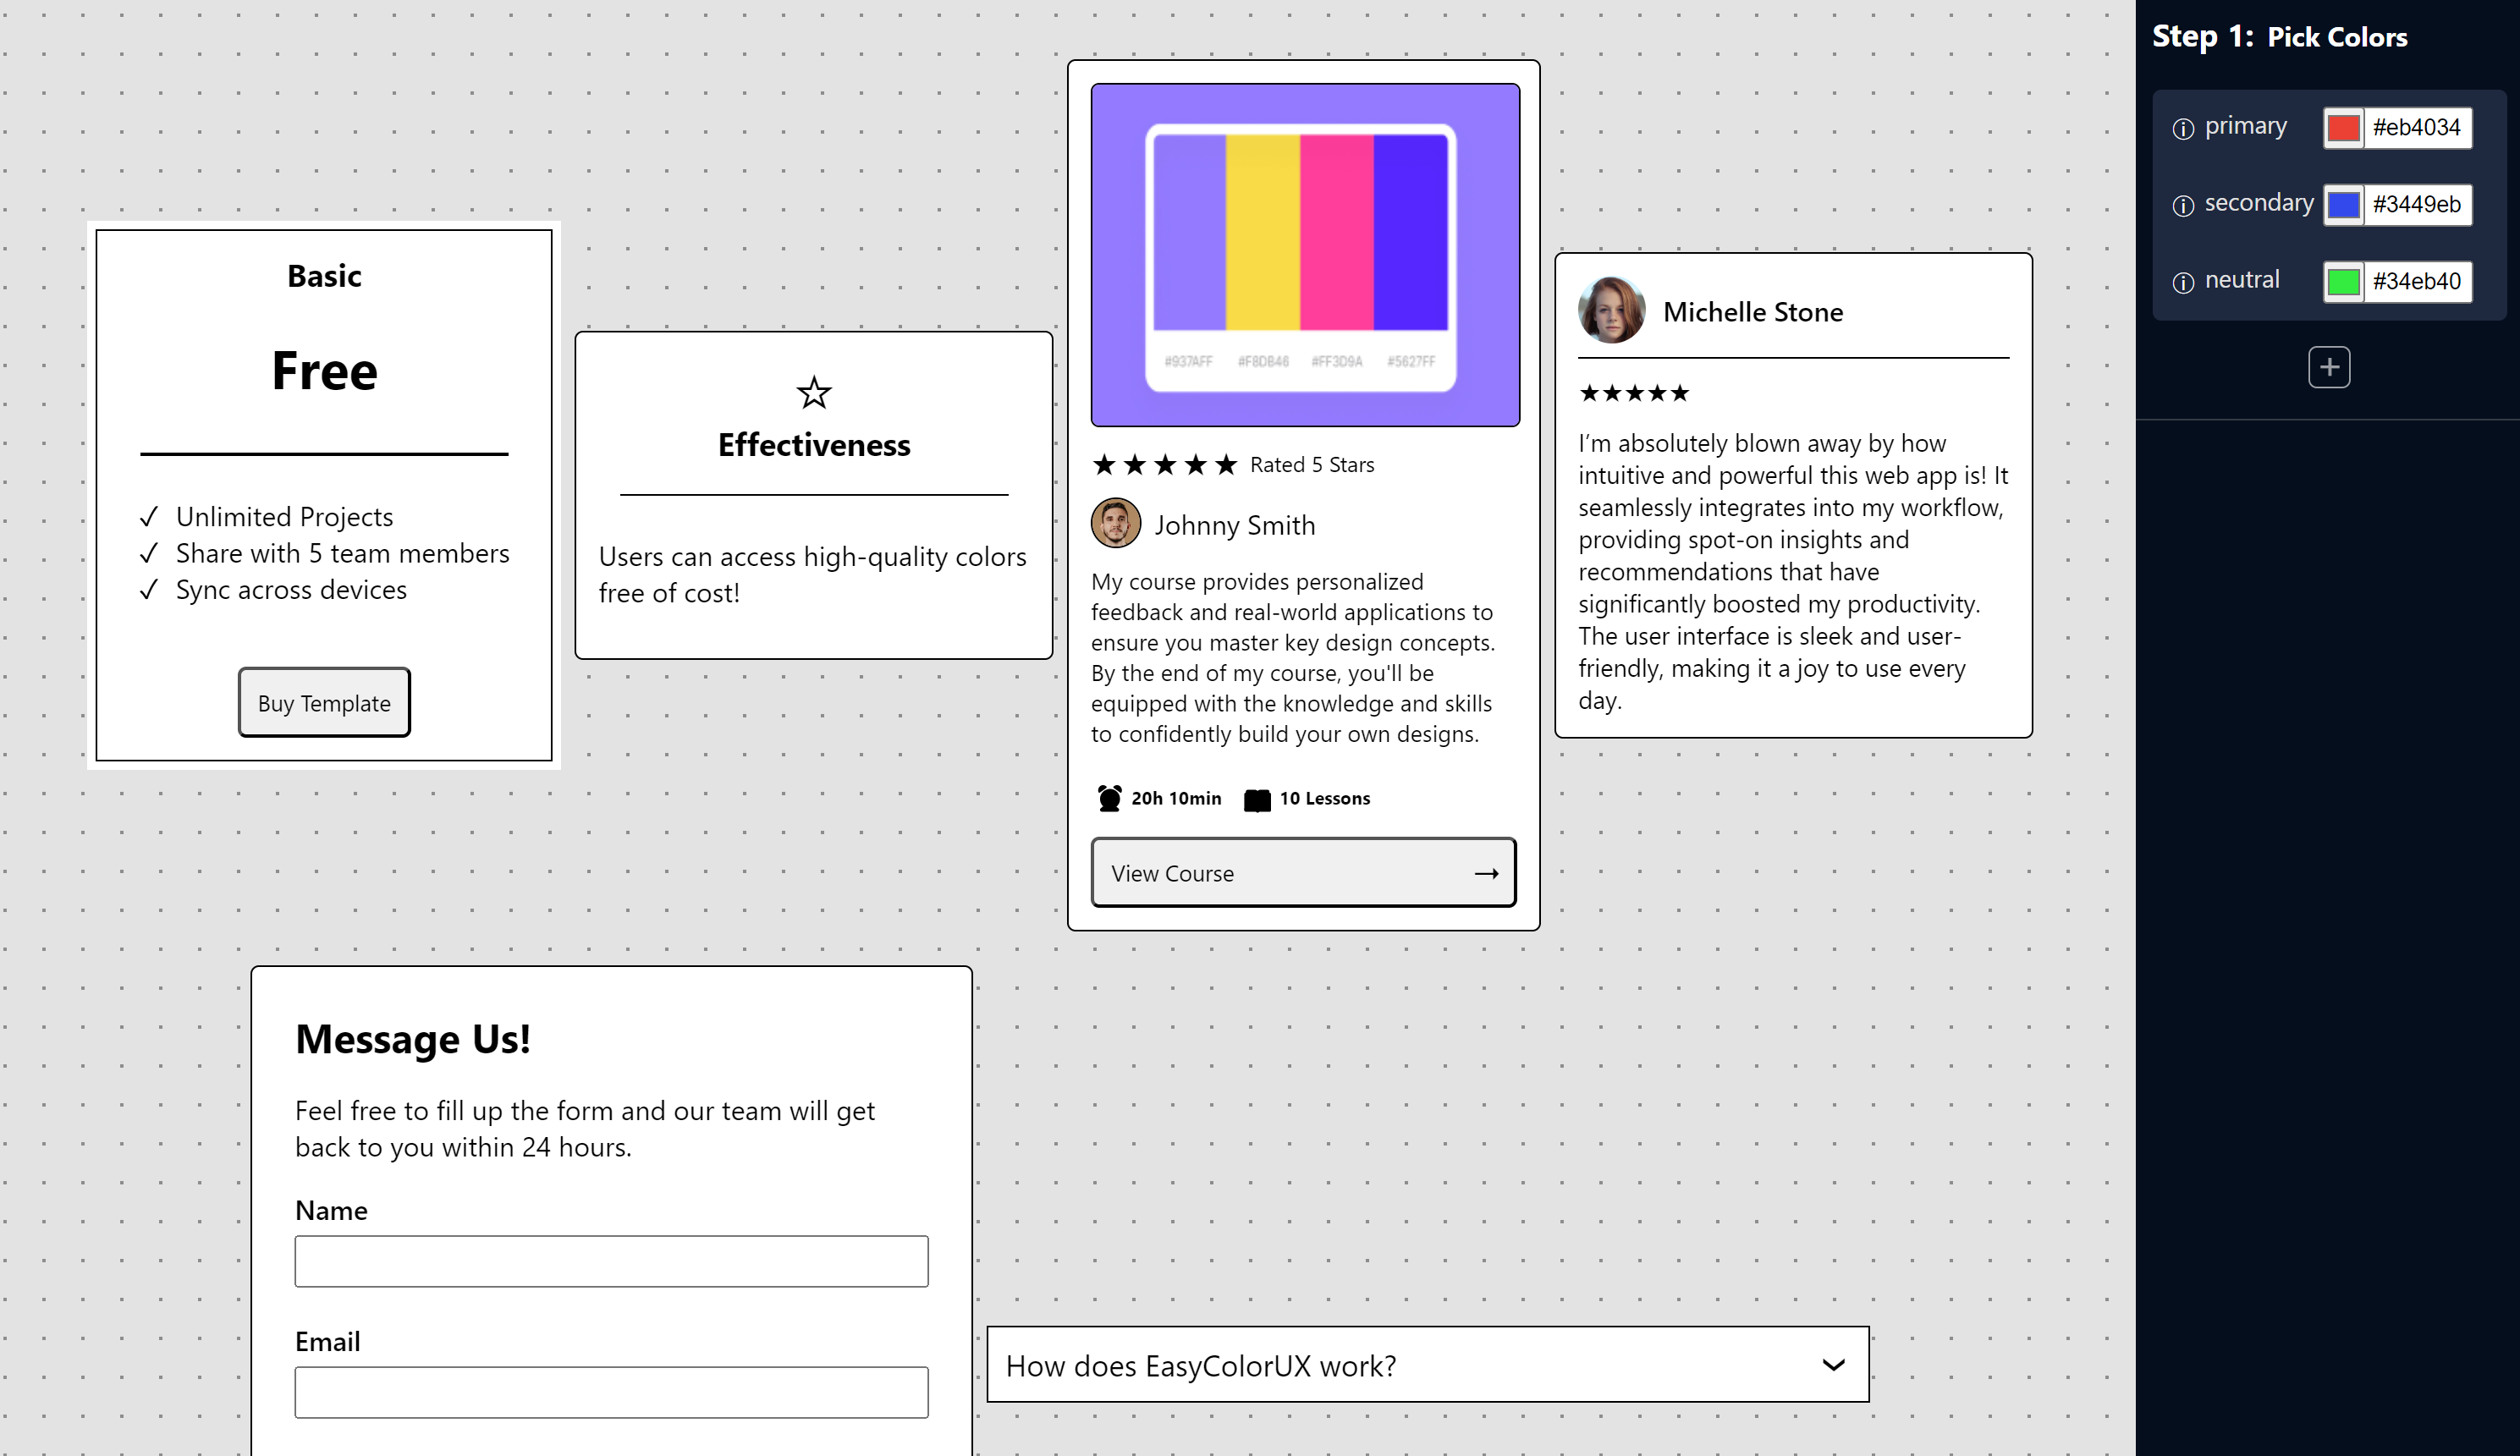 Basic
Free
✓ Unlimited Projects
✓ Share with 5 team members
✓ Sync across devices
Buy Template
Effectiveness
Users can access high-quality colors
free of cost!
#937AFF #F8DB46 #FF3D9A #5627FF
★★★★★ Rated 5 Stars
Johnny Smith
My course provides personalized
feedback and real-world applications to
ensure you master key design concepts.
By the end of my course, you'll be
equipped with the knowledge and skills
to confidently build your own designs.
20h 10min 10 Lessons
View Course →
Michelle Stone
★★★★★
I’m absolutely blown away by how
intuitive and powerful this web app is! It
seamlessly integrates into my workflow,
providing spot-on insights and
recommendations that have
significantly boosted my productivity.
The user interface is sleek and user-
friendly, making it a joy to use every
day.
Message Us!
Feel free to fill up the form and our team will get
back to you within 24 hours.
Name
Email
How does EasyColorUX work?
Step 1: Pick Colors
primary #eb4034
secondary #3449eb
neutral #34eb40